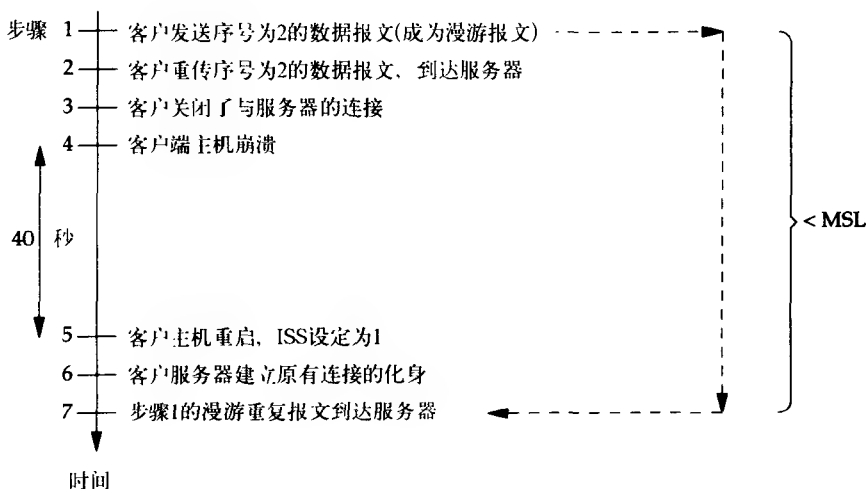 步骤 1 客户发送序号为2的数据报文(成为漫游报文)
2 客户重传序号为2的数据报文、到达服务器
3 客户关闭了与服务器的连接
4 客户端主机崩溃
< MSL
40 秒
5 客户主机重启、ISS设定为1
6 客户服务器建立原有连接的化身
7 步骤1的漫游重复报文到达服务器
时间